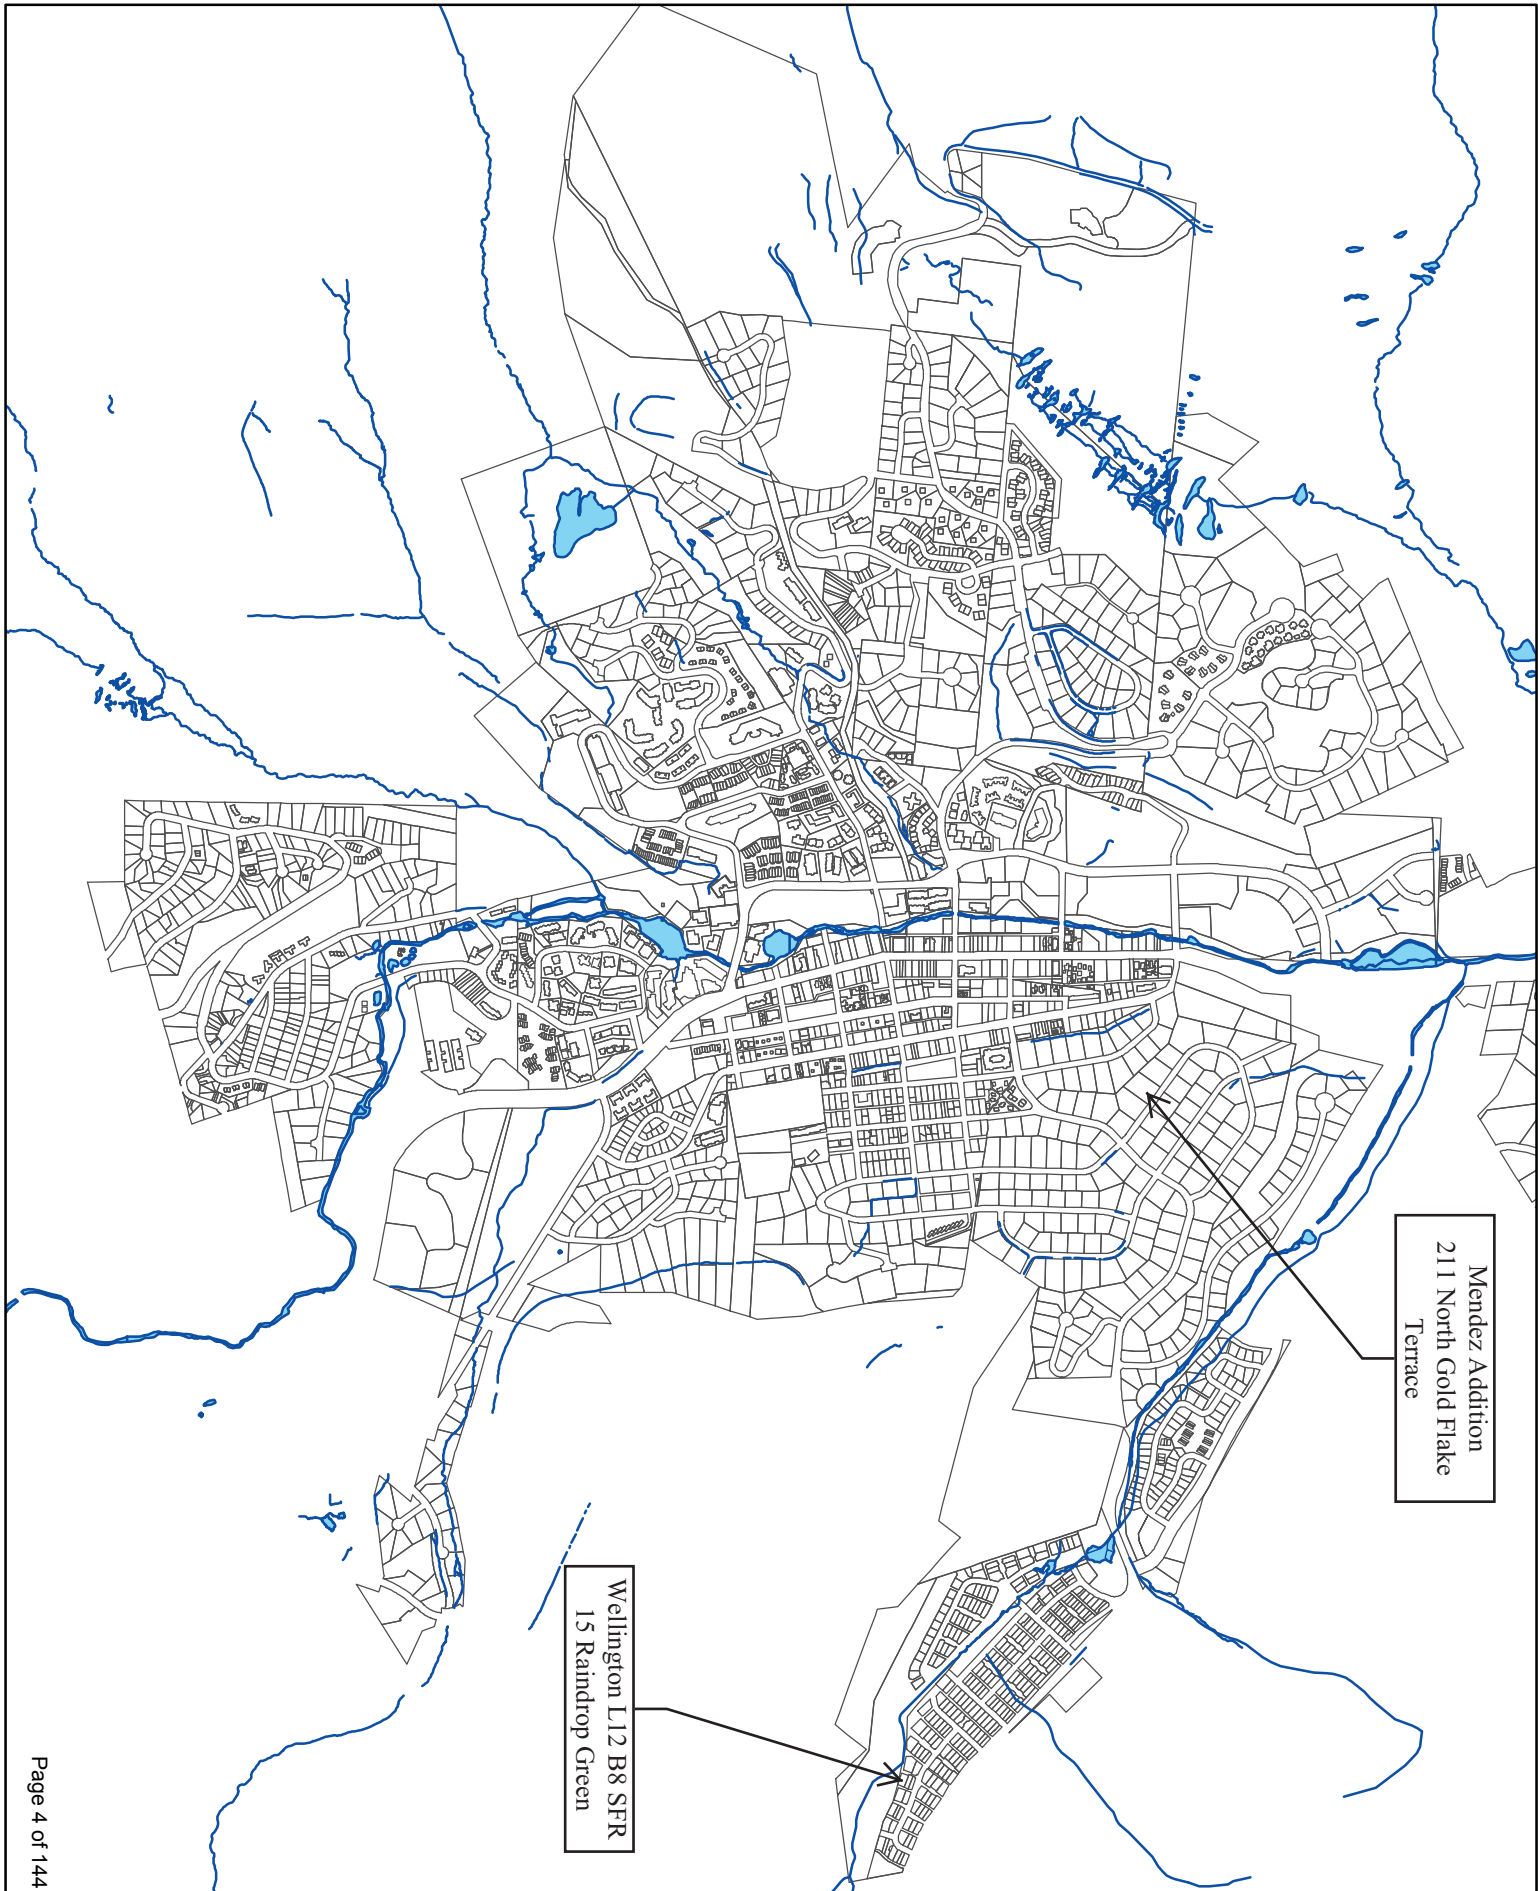 Mendez Addition
211 North Gold Flake
Terrace
Wellington L12 B8 SFR
15 Raindrop Green
Page 4 of 144